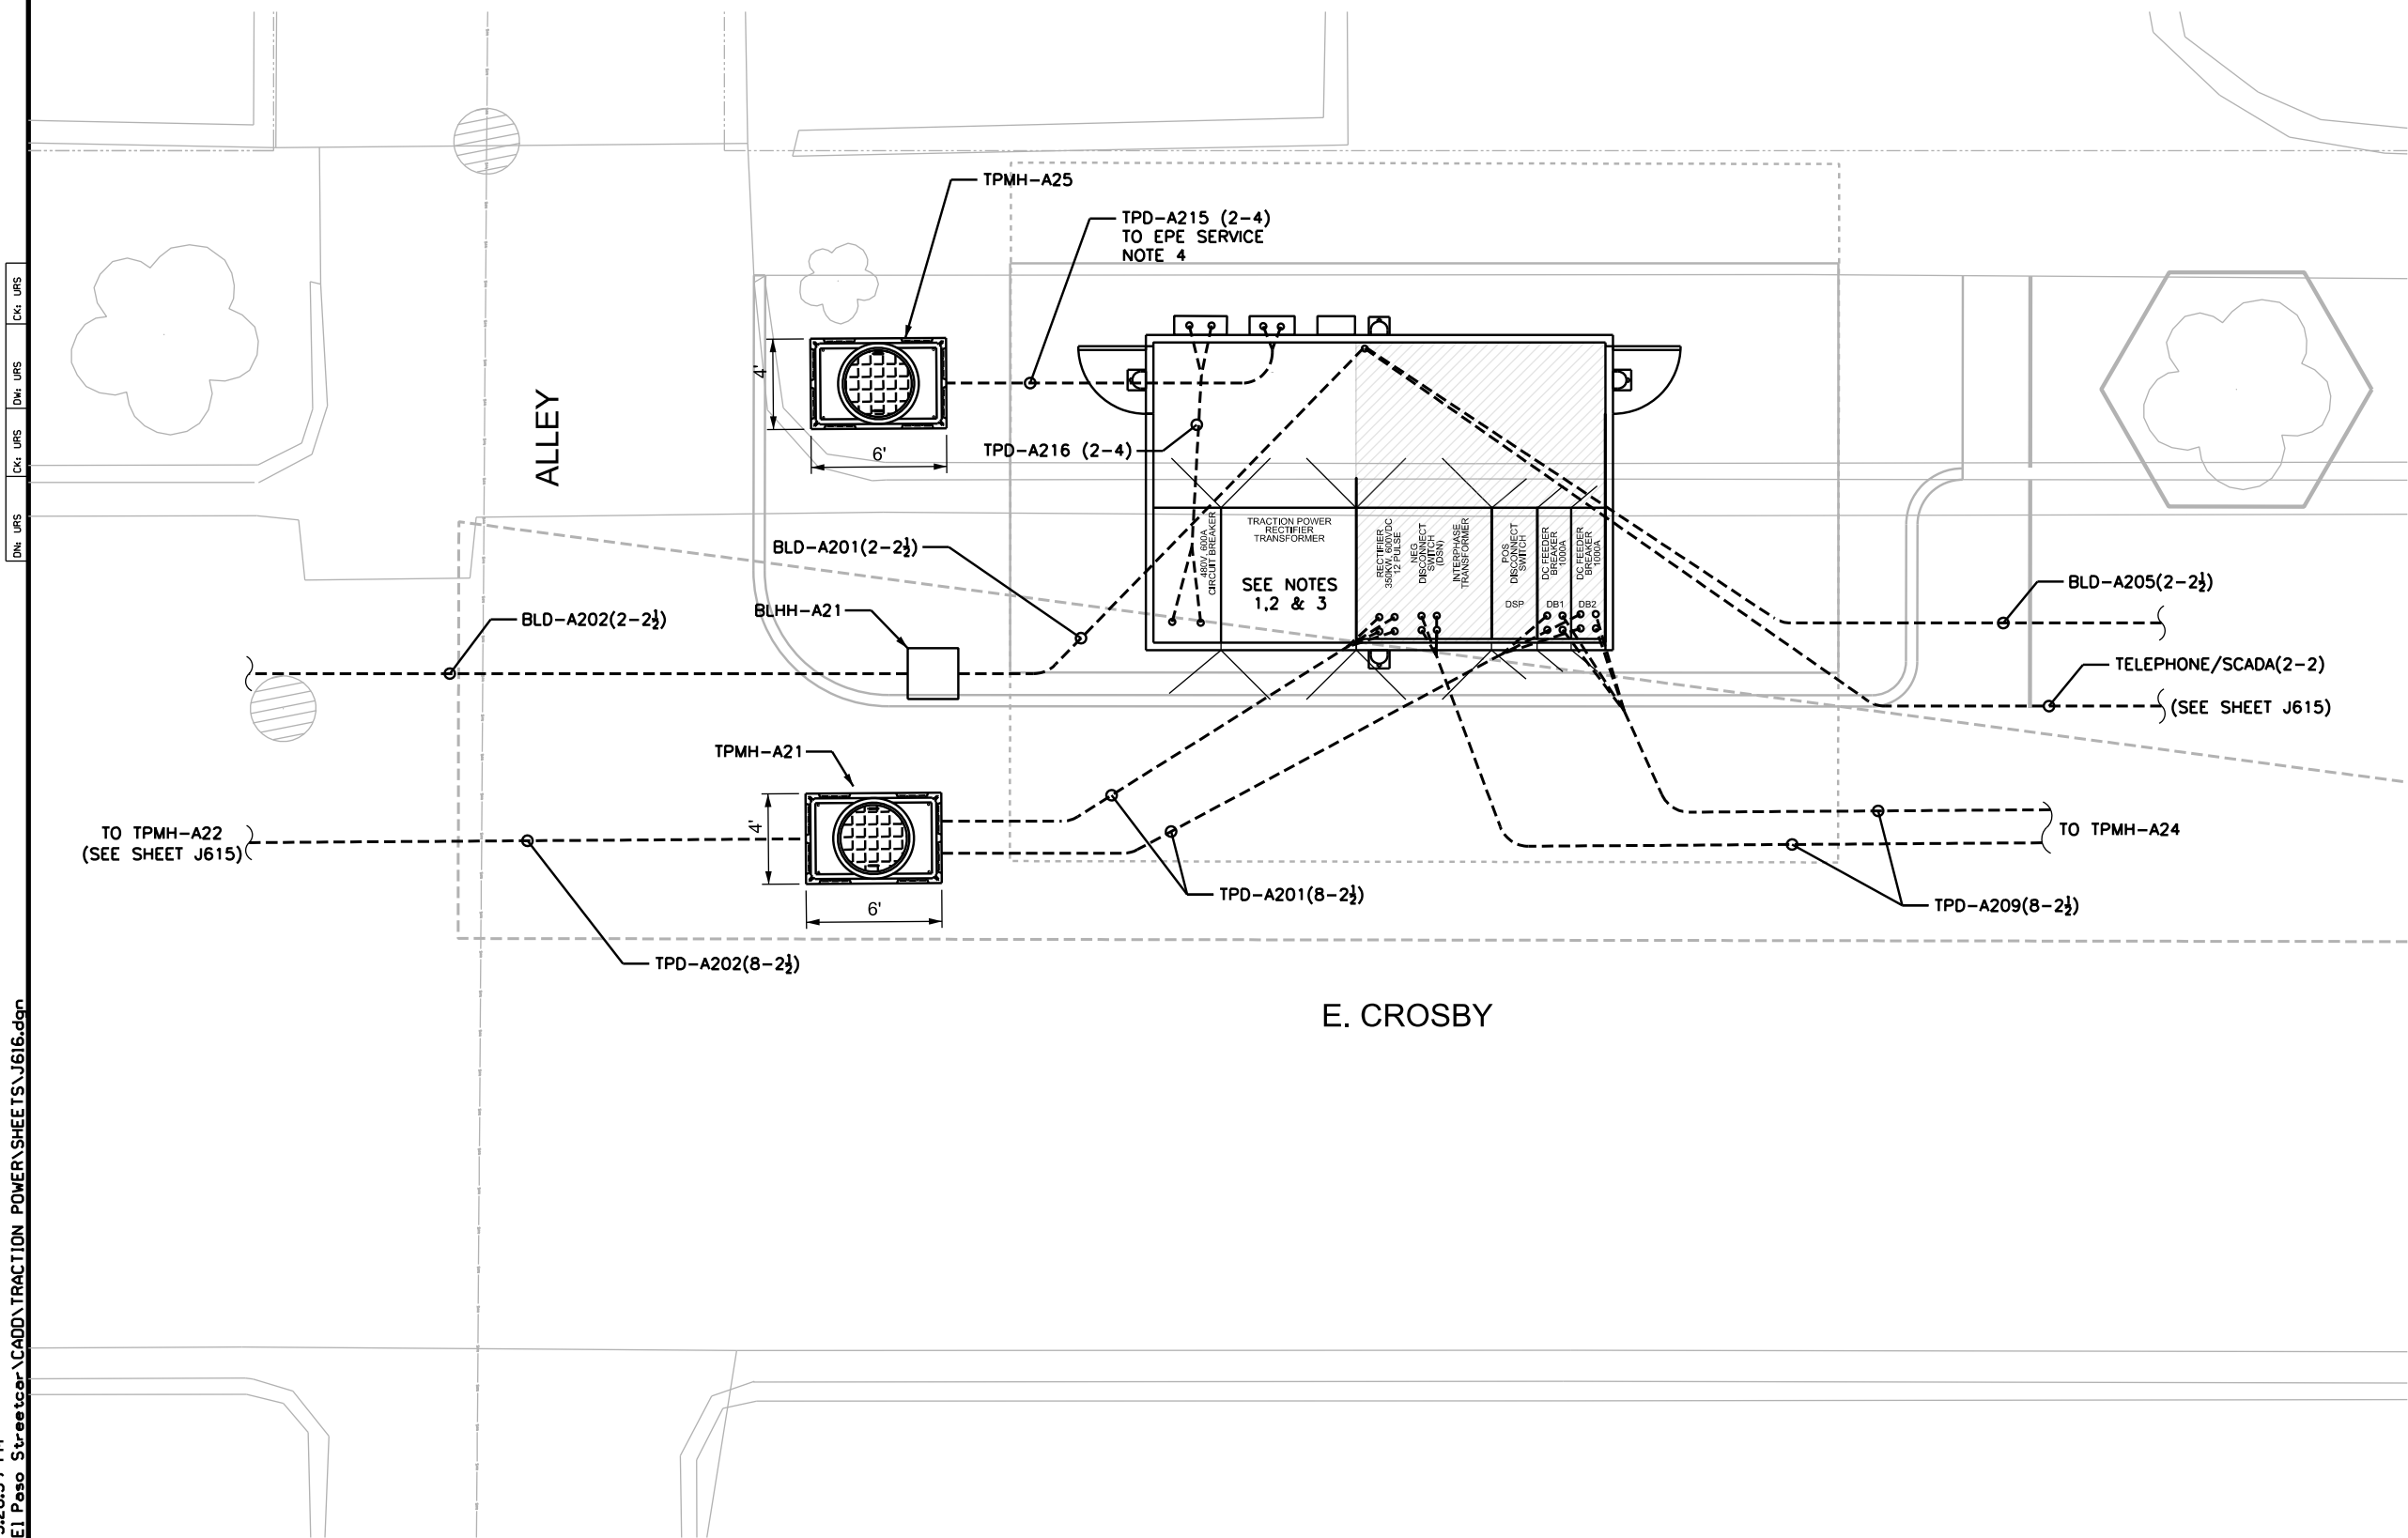 TPMH-A25
TPD-A215 (2-4)
TO EPE SERVICE
NOTE 4
CK: URS
DW: URS
CK: URS
DN: URS
ALLEY
4'
6'
TPD-A216 (2-4)
480V, 600A
CIRCUIT BREAKER
TRACTION POWER
RECTIFIER
TRANSFORMER
SEE NOTES
1,2 & 3
RECTIFIER
350KW, 600VDC
12 PULSE
NEG
DISCONNECT
SWITCH
(DSN)
INTERPHASE
TRANSFORMER
POS
DISCONNECT
SWITCH
DSP
DC FEEDER
BREAKER
1000A
DB1
DC FEEDER
BREAKER
1000A
DB2
BLD-A201(2-2½)
BLHH-A21
BLD-A202(2-2½)
BLD-A205(2-2½)
TELEPHONE/SCADA(2-2)
(SEE SHEET J615)
TPMH-A21
4'
6'
TO TPMH-A22
(SEE SHEET J615)
TO TPMH-A24
TPD-A201(8-2½)
TPD-A209(8-2½)
TPD-A202(8-2½)
E. CROSBY
El Paso Streetcar\CADD\TRACTION POWER\SHEETS\J616.dgn